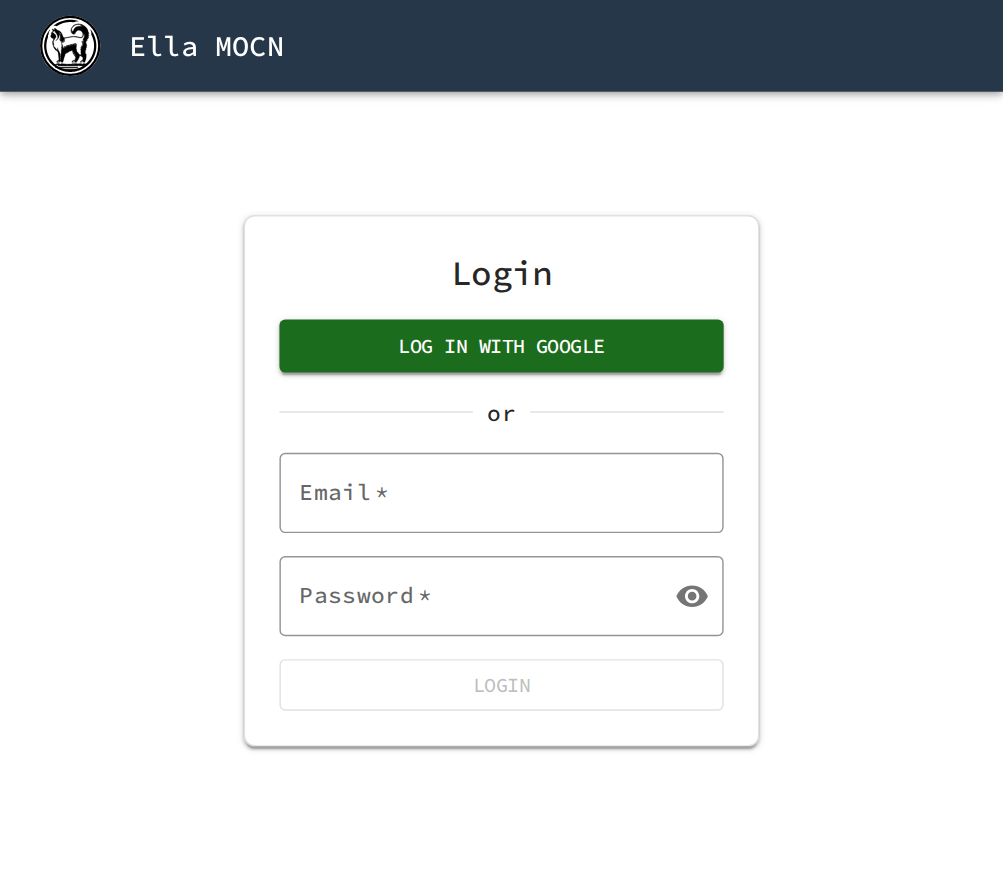 Ella MOCN
Login
LOG IN WITH GOOGLE
or
Email *
Password *
LOGIN